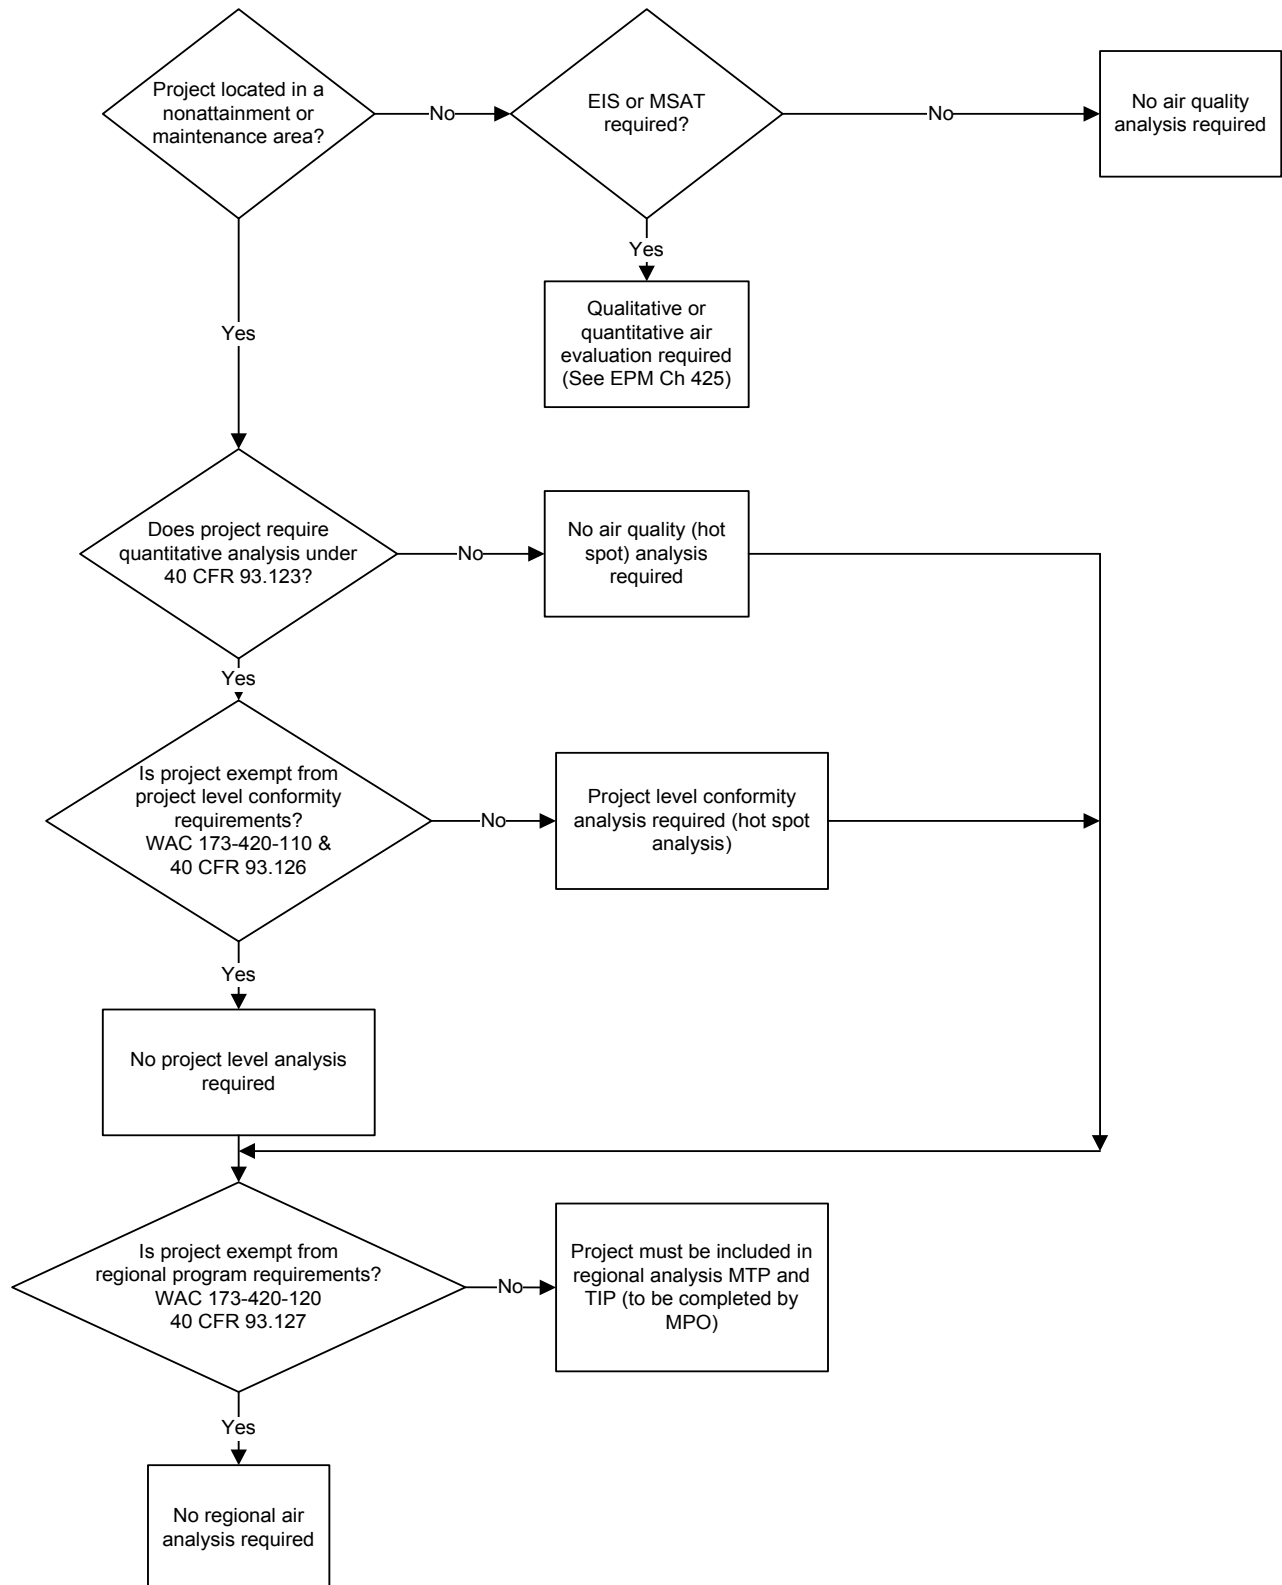 Project located in a
nonattainment or
maintenance area?
No
EIS or MSAT
required?
No
No air quality
analysis required
Yes
Qualitative or
quantitative air
evaluation required
(See EPM Ch 425)
Yes
Does project require
quantitative analysis under
40 CFR 93.123?
No
No air quality (hot
spot) analysis
required
Yes
Is project exempt from
project level conformity
requirements?
WAC 173-420-110 &
40 CFR 93.126
No
Project level conformity
analysis required (hot spot
analysis)
Yes
No project level analysis
required
Is project exempt from
regional program requirements?
WAC 173-420-120
40 CFR 93.127
No
Project must be included in
regional analysis MTP and
TIP (to be completed by
MPO)
Yes
No regional air
analysis required